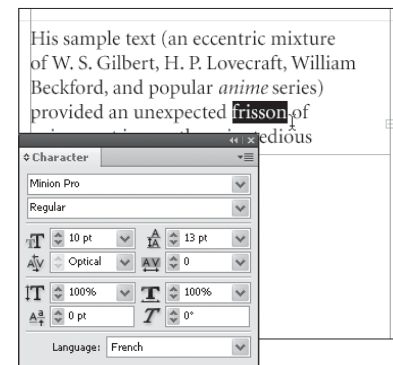 His sample text (an eccentric mixture
of W. S. Gilbert, H. P. Lovecraft, William
Beckford, and popular anime series)
provided an unexpected frisson of
tedious
Character
Minion Pro
Regular
10 pt 13 pt
Optical 0
100% 100%
0 pt 0°
Language: French